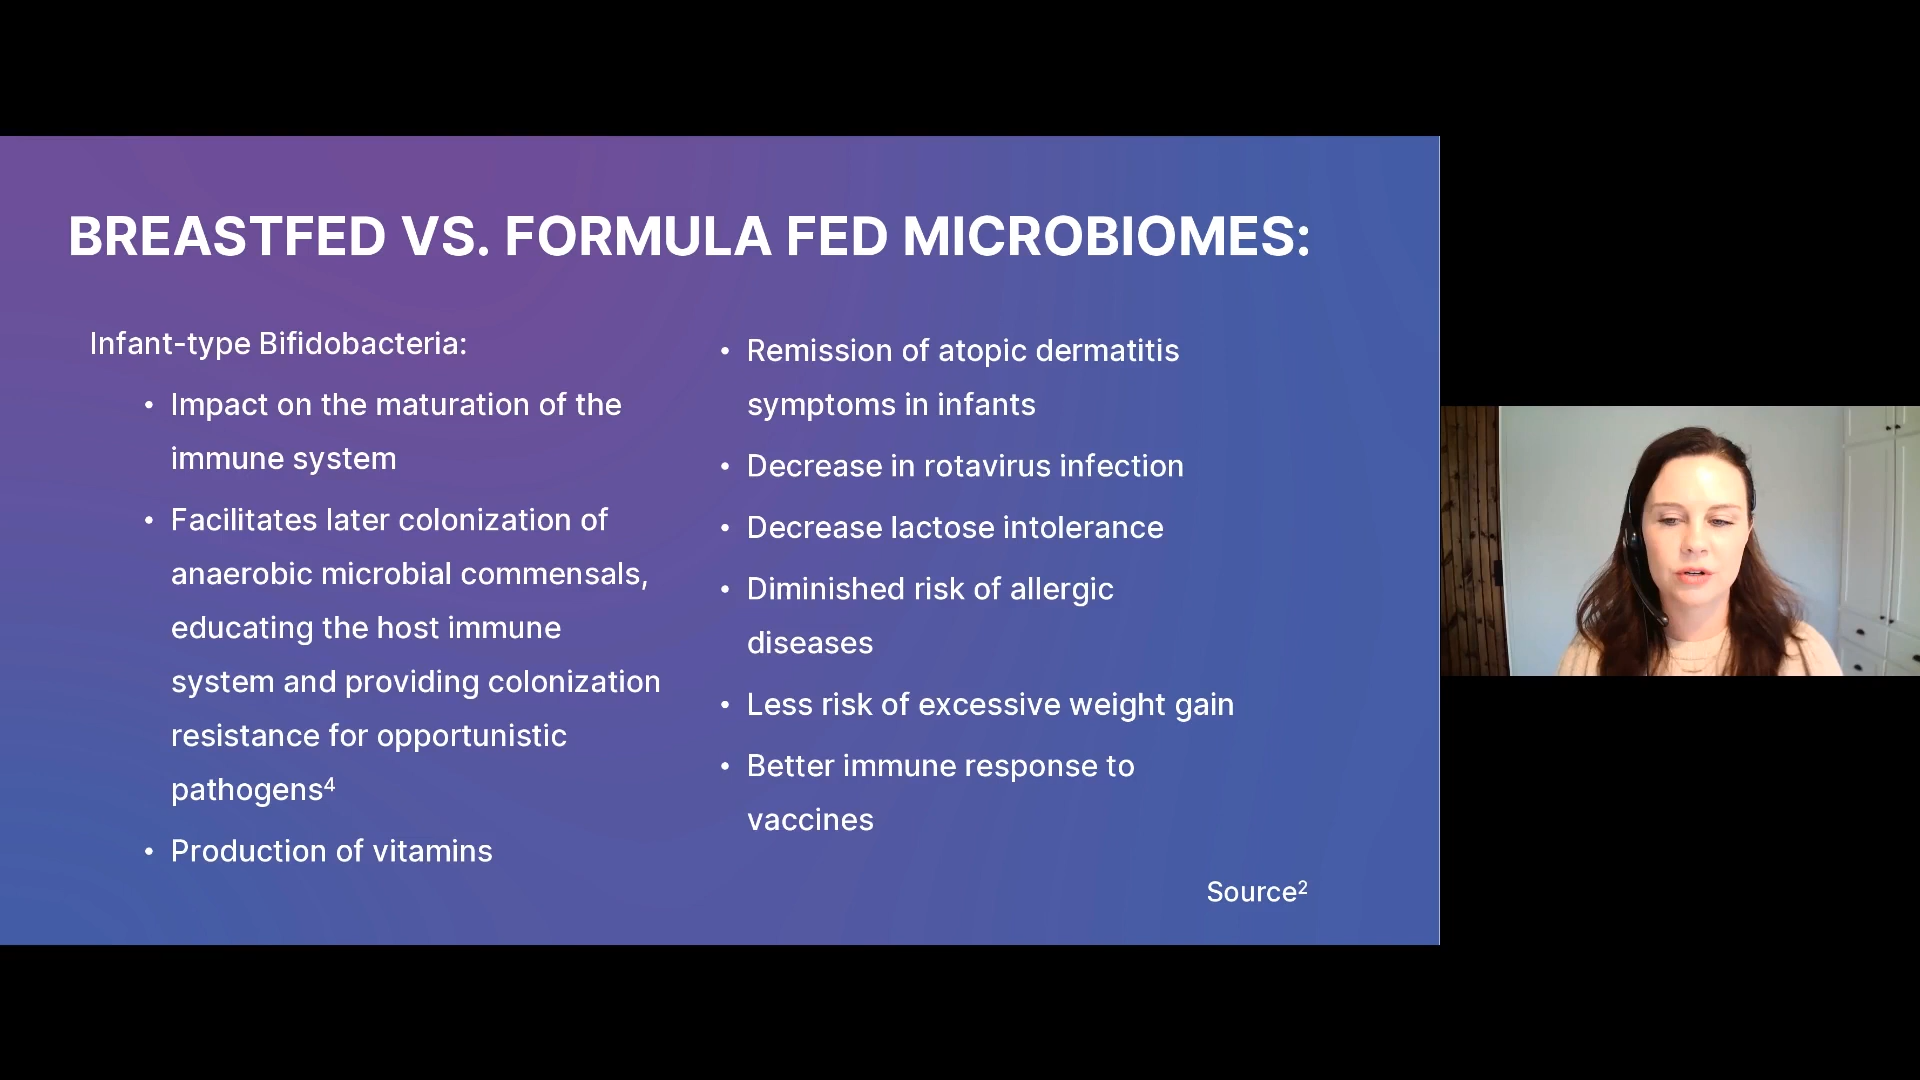 BREASTFED VS. FORMULA FED MICROBIOMES:
Infant-type Bifidobacteria:
• Impact on the maturation of the
immune system
• Facilitates later colonization of
anaerobic microbial commensals,
educating the host immune
system and providing colonization
resistance for opportunistic
pathogens⁴
• Production of vitamins
• Remission of atopic dermatitis
symptoms in infants
• Decrease in rotavirus infection
• Decrease lactose intolerance
• Diminished risk of allergic
diseases
• Less risk of excessive weight gain
• Better immune response to
vaccines
Source²